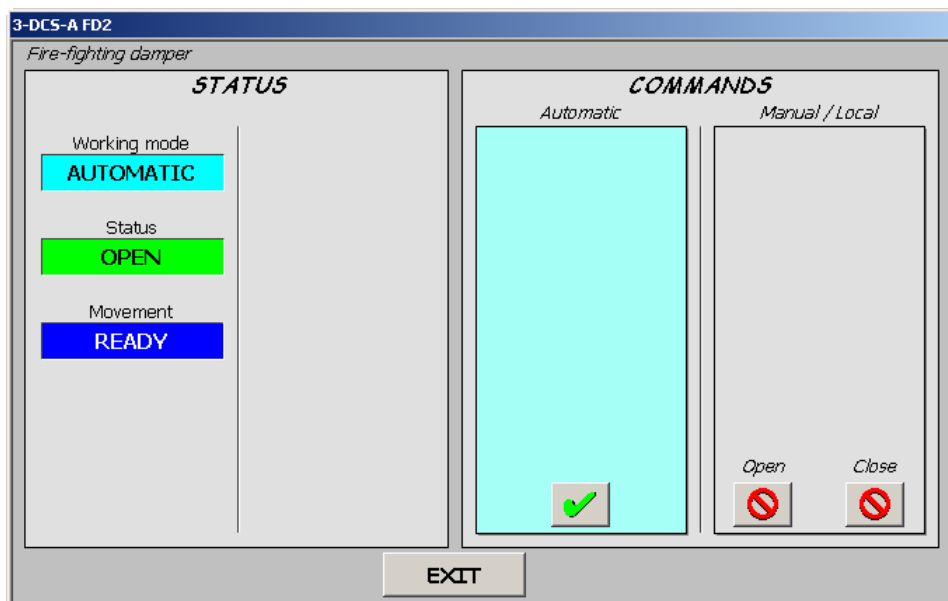 3-DCS-A FD2
Fire-fighting damper
STATUS
Working mode
AUTOMATIC
Status
OPEN
Movement
READY
COMMANDS
Automatic
Manual / Local
Open
Close
EXIT